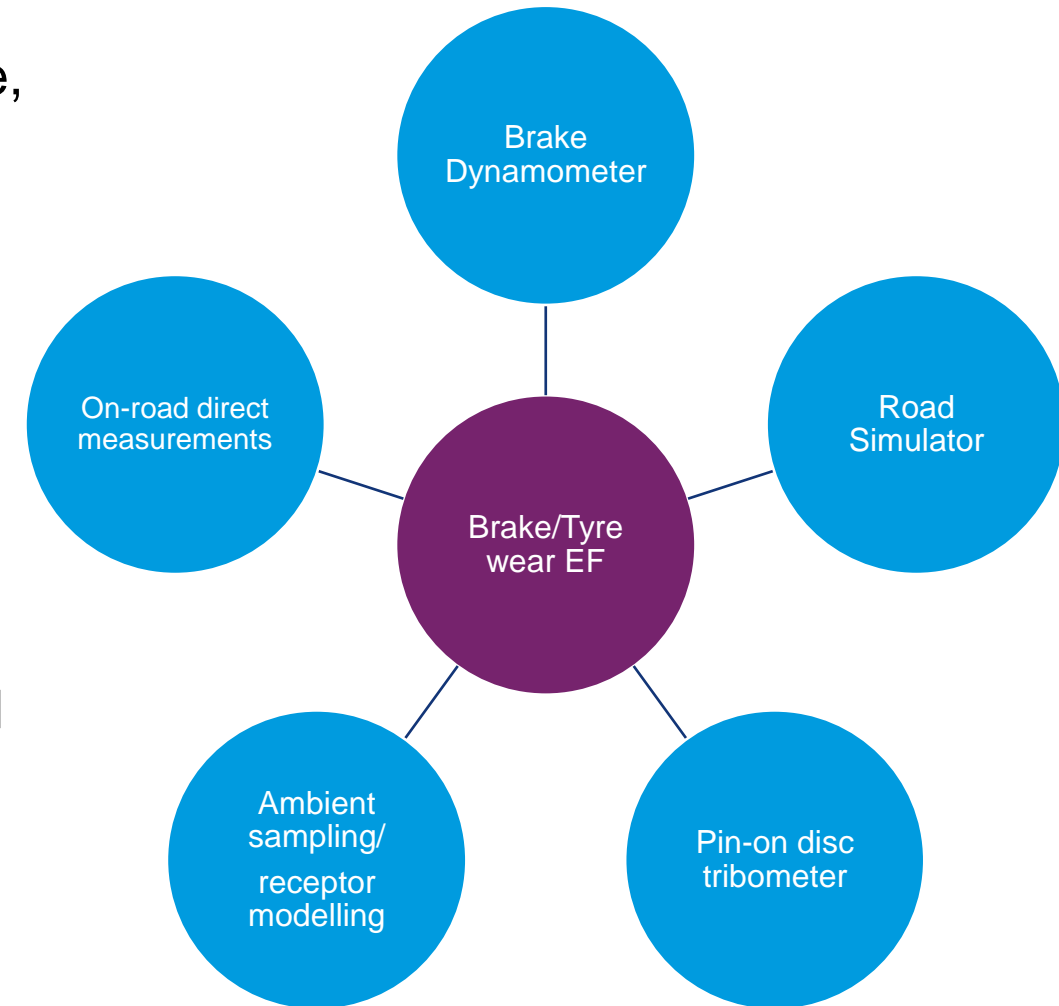 e,
Brake
Dynamometer
On-road direct
measurements
Road
Simulator
Brake/Tyre
wear EF
Ambient
sampling/
receptor
modelling
Pin-on disc
tribometer